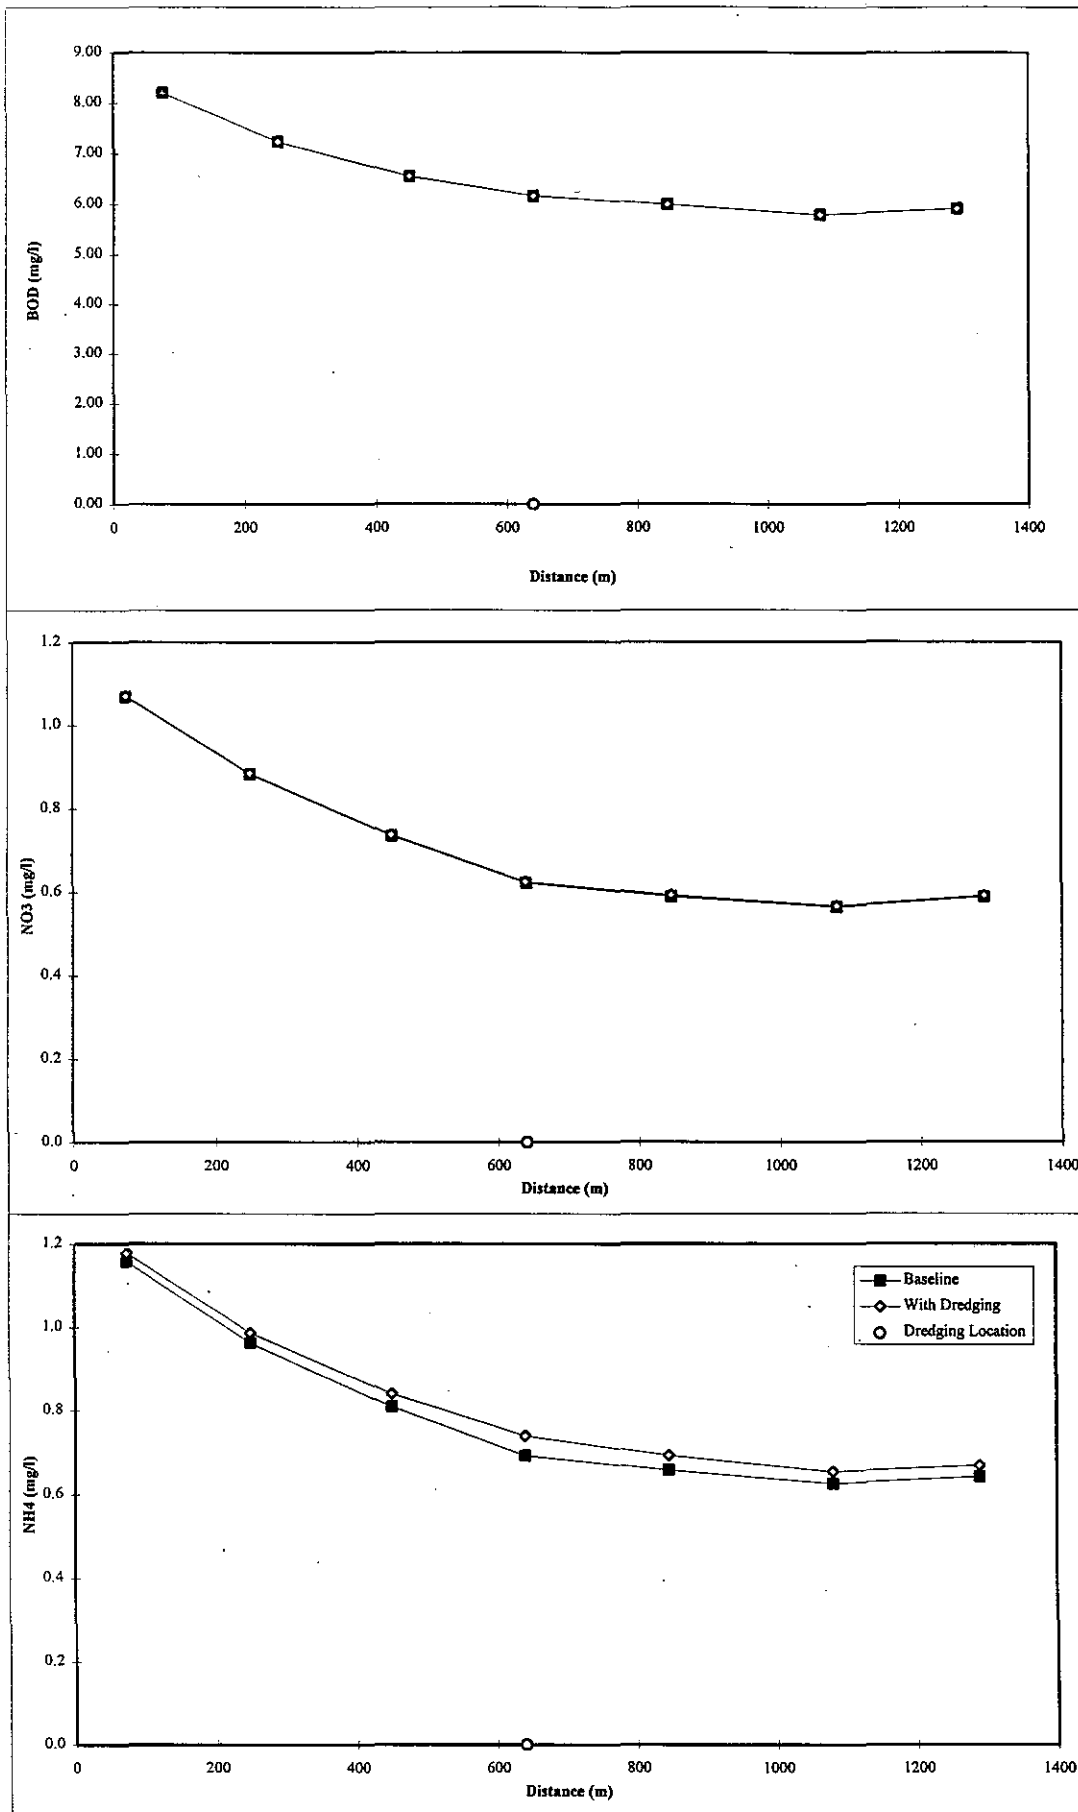 9.00
8.00
7.00
6.00
5.00
4.00
3.00
2.00
1.00
0.00
BOD (mg/l)
0 200 400 600 800 1000 1200 1400
Distance (m)
1.2
1.0
0.8
0.6
0.4
0.2
0.0
NO3 (mg/l)
0 200 400 600 800 1000 1200 1400
Distance (m)
1.2
1.0
0.8
0.6
0.4
0.2
0.0
NH4 (mg/l)
Baseline
With Dredging
Dredging Location
0 200 400 600 800 1000 1200 1400
Distance (m)